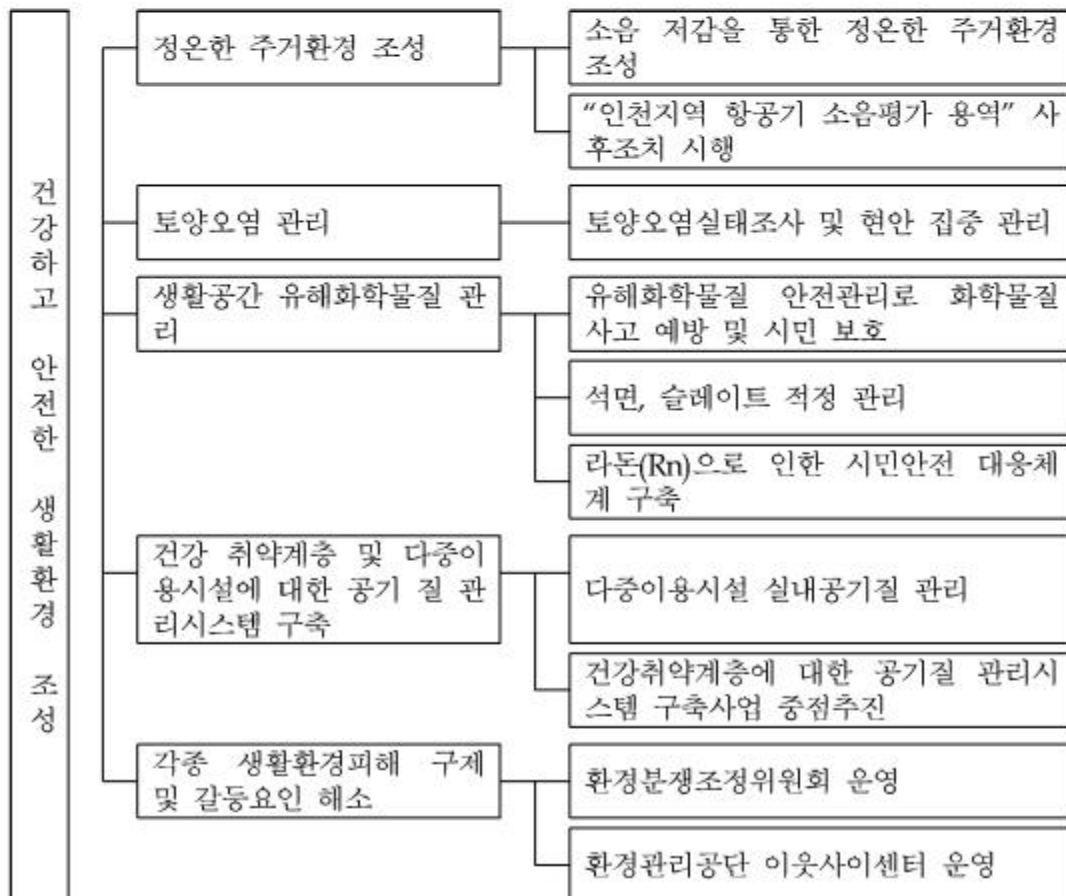 건강하고 안전한 생활환경 조성
정온한 주거환경 조성
소음 저감을 통한 정온한 주거환경
조성
“인천지역 항공기 소음평가 용역” 사
후조치 시행
토양오염 관리
토양오염실태조사 및 현안 집중 관리
생활공간 유해화학물질 관
리
유해화학물질 안전관리로 화학물질
사고 예방 및 시민 보호
석면, 슬레이트 적정 관리
라돈(Rn)으로 인한 시민안전 대응체
계 구축
건강 취약계층 및 다중이
용시설에 대한 공기 질 관
리시스템 구축
다중이용시설 실내공기질 관리
건강취약계층에 대한 공기질 관리시
스템 구축사업 중점추진
각종 생활환경피해 구제
및 갈등요인 해소
환경분쟁조정위원회 운영
환경관리공단 이웃사이센터 운영